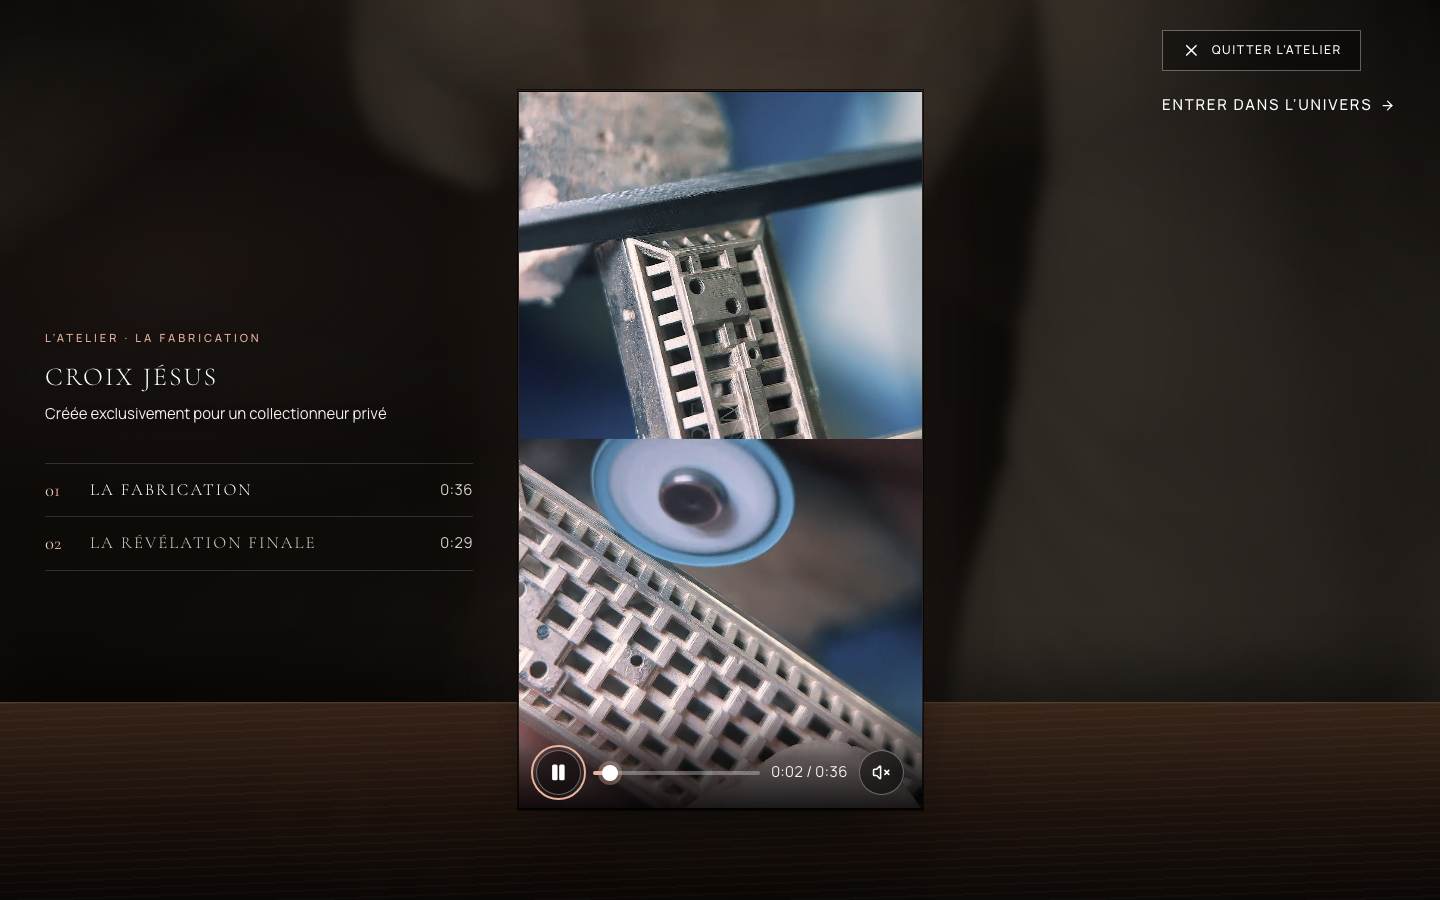 QUITTER L'ATELIER
ENTRER DANS L'UNIVERS →
L'ATELIER · LA FABRICATION
CROIX JÉSUS
Créée exclusivement pour un collectionneur privé
01 LA FABRICATION 0:36
02 LA RÉVÉLATION FINALE 0:29
0:02 / 0:36